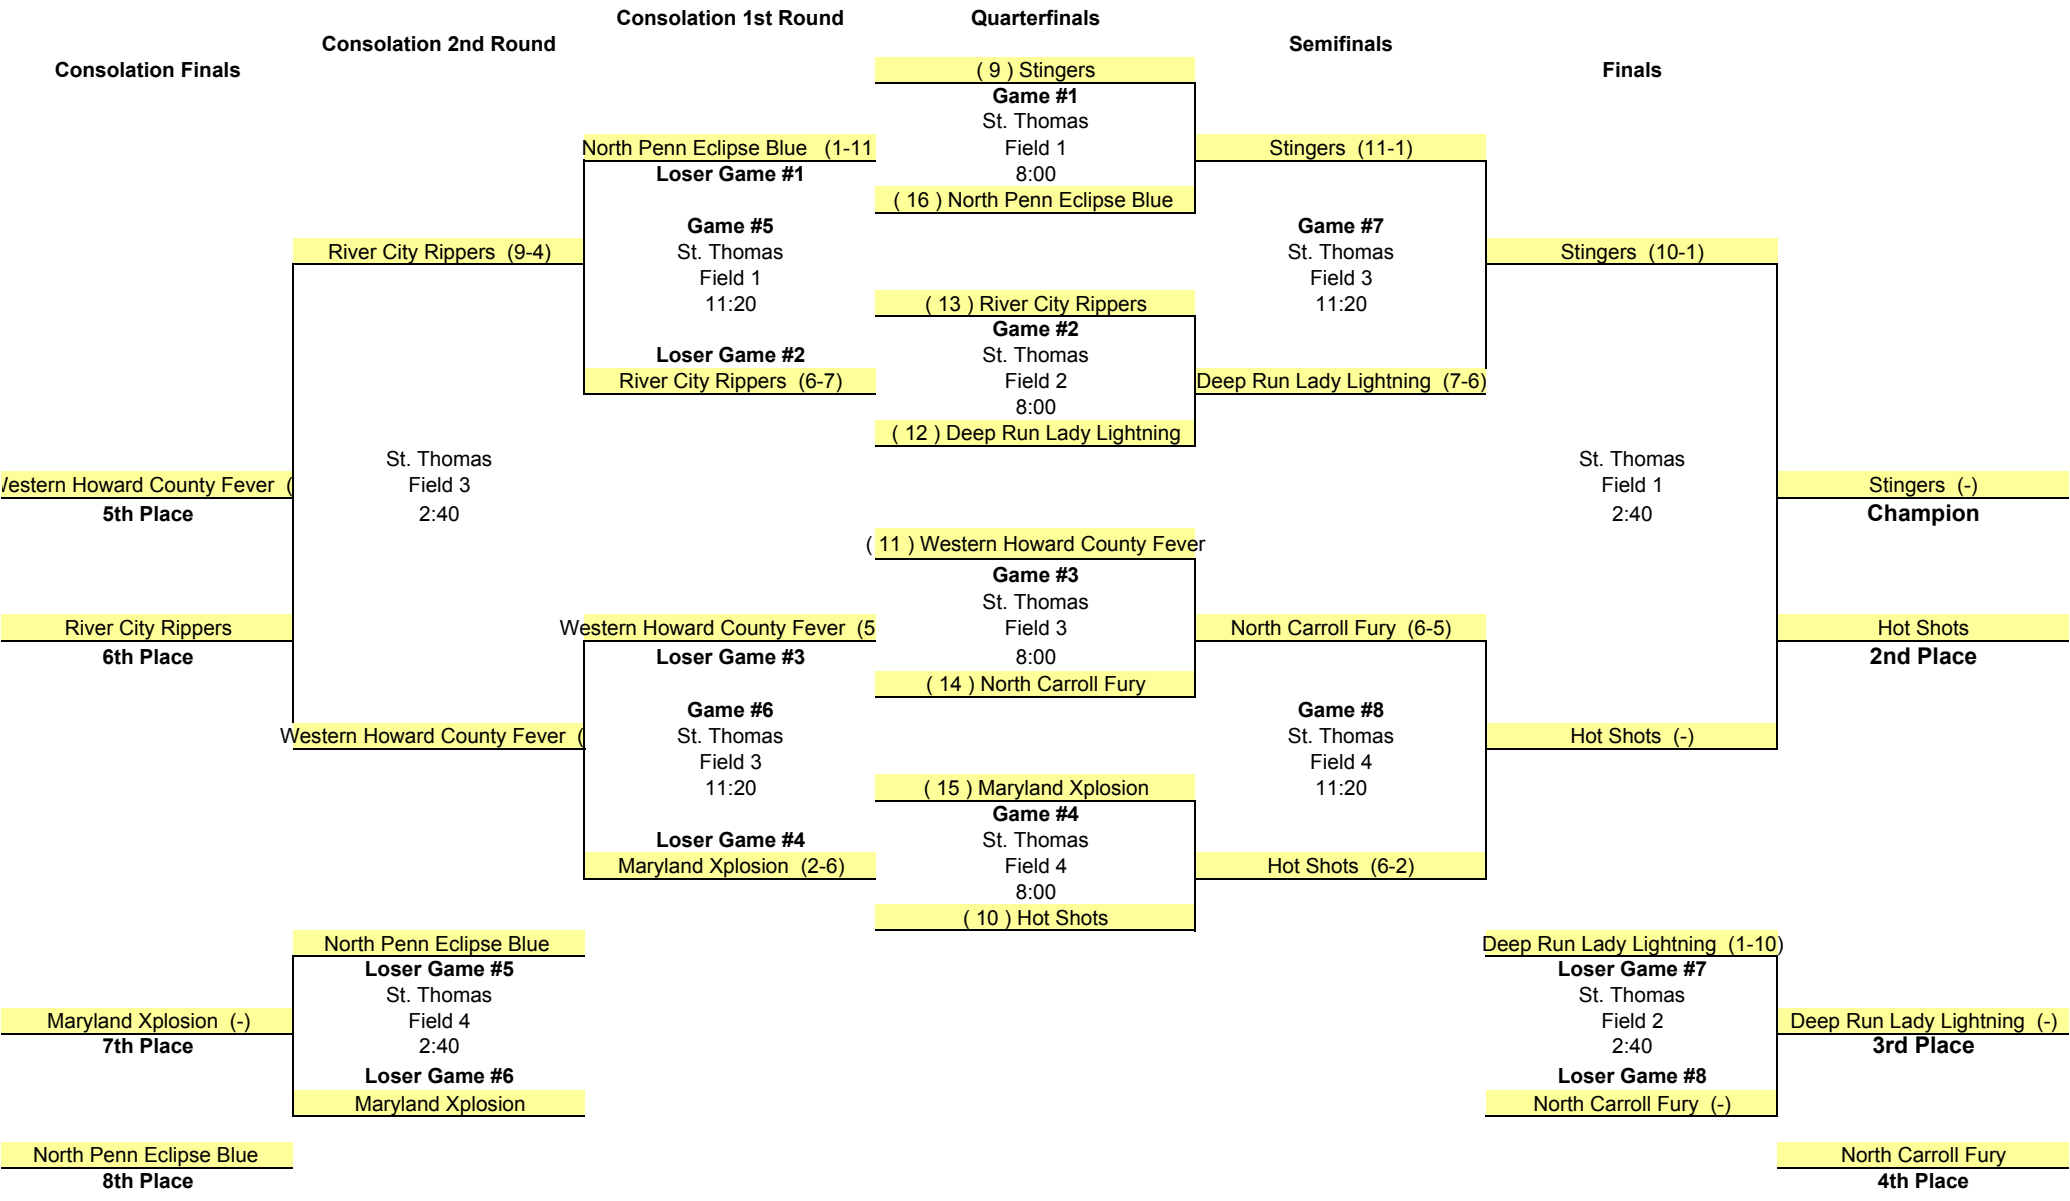 Consolation 1st Round
Quarterfinals
Consolation 2nd Round
Semifinals
Consolation Finals
( 9 ) Stingers
Finals
Game #1
St. Thomas
North Penn Eclipse Blue (1-11
Field 1
Stingers (11-1)
Loser Game #1
8:00
( 16 ) North Penn Eclipse Blue
Game #5
Game #7
River City Rippers (9-4)
St. Thomas
St. Thomas
Stingers (10-1)
Field 1
Field 3
11:20
( 13 ) River City Rippers
11:20
Game #2
Loser Game #2
St. Thomas
River City Rippers (6-7)
Field 2
Deep Run Lady Lightning (7-6)
8:00
( 12 ) Deep Run Lady Lightning
St. Thomas
St. Thomas
Western Howard County Fever (
Field 3
Field 1
Stingers (-)
5th Place
2:40
2:40
Champion
( 11 ) Western Howard County Fever
Game #3
St. Thomas
River City Rippers
Western Howard County Fever (5
Field 3
North Carroll Fury (6-5)
Hot Shots
6th Place
Loser Game #3
8:00
2nd Place
( 14 ) North Carroll Fury
Game #6
Game #8
Western Howard County Fever (
St. Thomas
St. Thomas
Hot Shots (-)
Field 3
Field 4
11:20
( 15 ) Maryland Xplosion
11:20
Game #4
Loser Game #4
St. Thomas
Maryland Xplosion (2-6)
Field 4
Hot Shots (6-2)
8:00
( 10 ) Hot Shots
North Penn Eclipse Blue
Deep Run Lady Lightning (1-10)
Loser Game #5
Loser Game #7
St. Thomas
St. Thomas
Maryland Xplosion (-)
Field 4
Field 2
Deep Run Lady Lightning (-)
7th Place
2:40
2:40
3rd Place
Loser Game #6
Loser Game #8
Maryland Xplosion
North Carroll Fury (-)
North Penn Eclipse Blue
North Carroll Fury
8th Place
4th Place